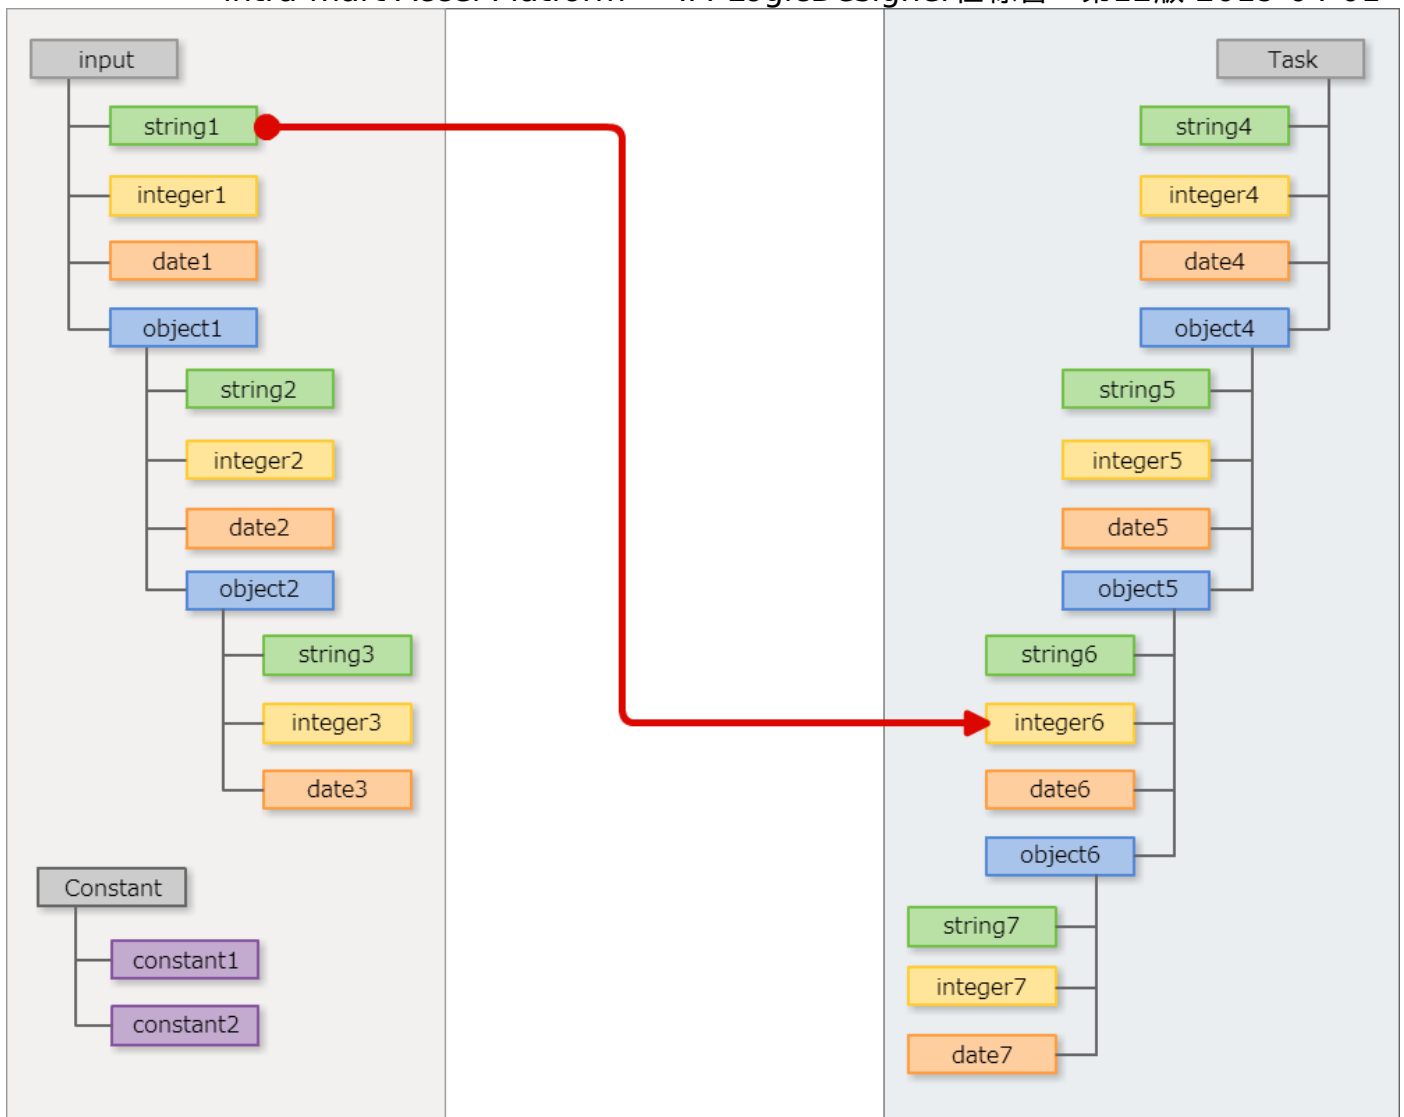 input
string1
integer1
date1
object1
string2
integer2
date2
object2
string3
integer3
date3
Constant
constant1
constant2
Task
string4
integer4
date4
object4
string5
integer5
date5
object5
string6
integer6
date6
object6
string7
integer7
date7